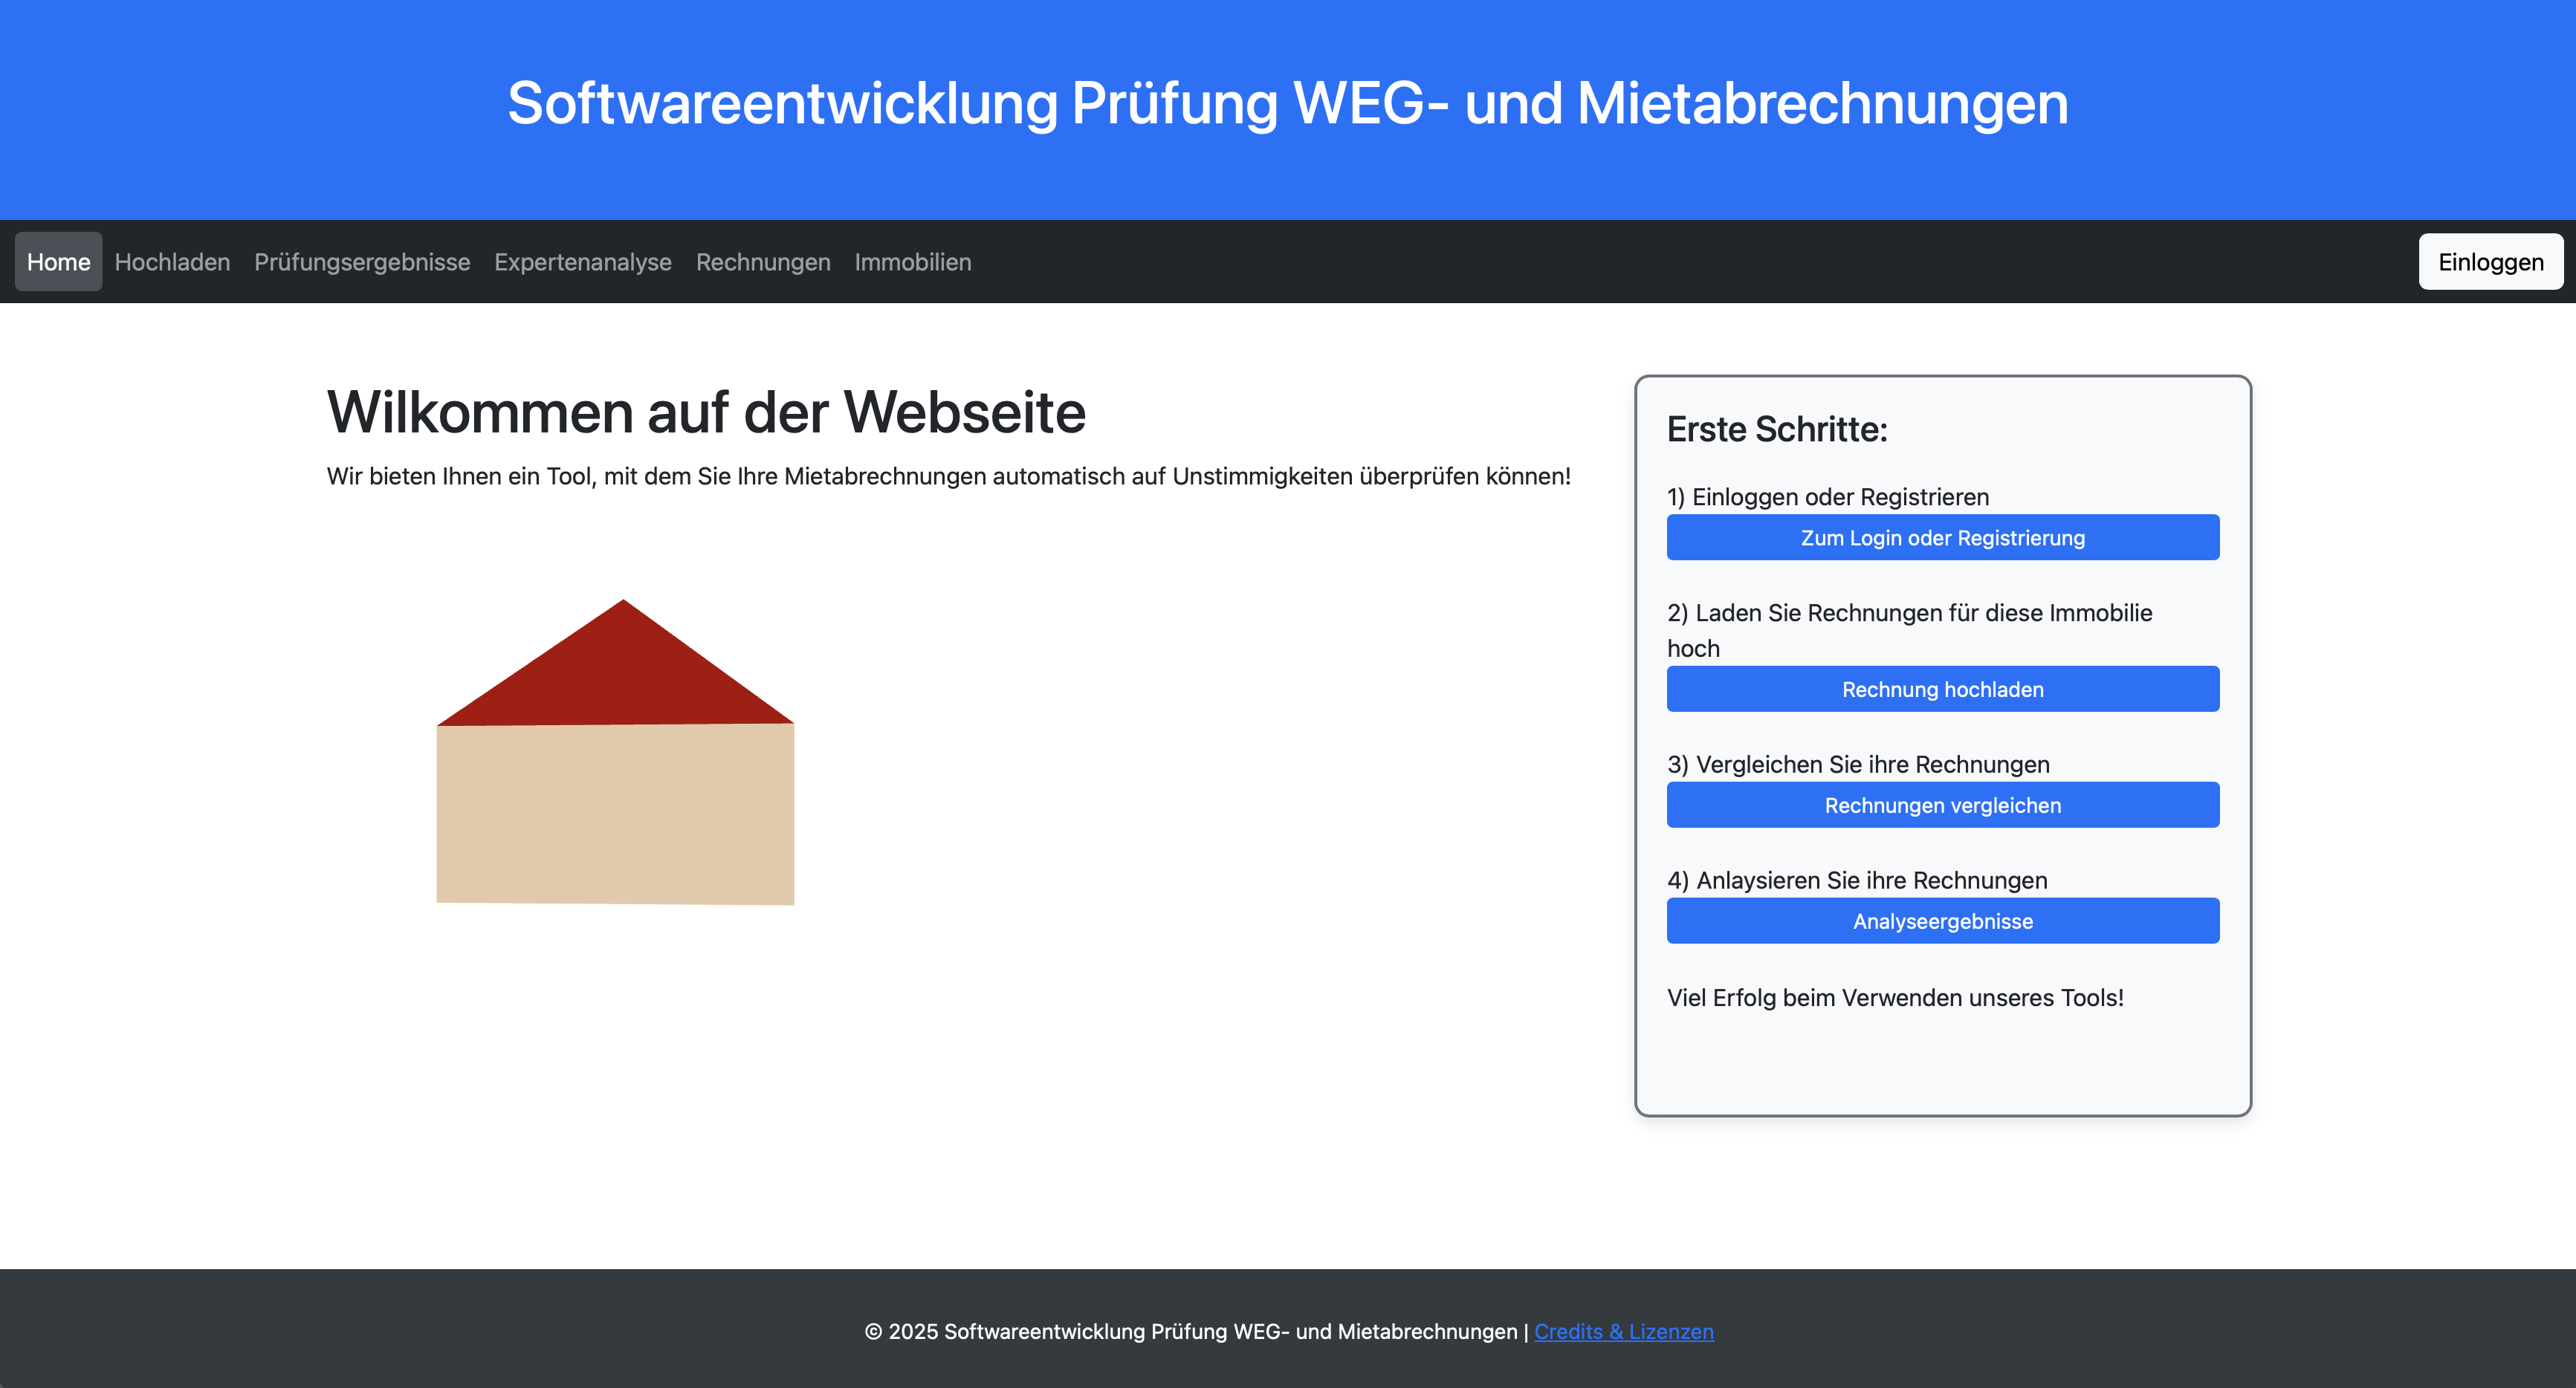 Softwareentwicklung Prüfung WEG- und Mietabrechnungen
Home Hochladen Prüfungsergebnisse Expertenanalyse Rechnungen Immobilien Einloggen
Wilkommen auf der Webseite
Wir bieten Ihnen ein Tool, mit dem Sie Ihre Mietabrechnungen automatisch auf Unstimmigkeiten überprüfen können!
Erste Schritte:
1) Einloggen oder Registrieren
Zum Login oder Registrierung
2) Laden Sie Rechnungen für diese Immobilie
hoch
Rechnung hochladen
3) Vergleichen Sie ihre Rechnungen
Rechnungen vergleichen
4) Anlaysieren Sie ihre Rechnungen
Analyseergebnisse
Viel Erfolg beim Verwenden unseres Tools!
© 2025 Softwareentwicklung Prüfung WEG- und Mietabrechnungen | Credits & Lizenzen